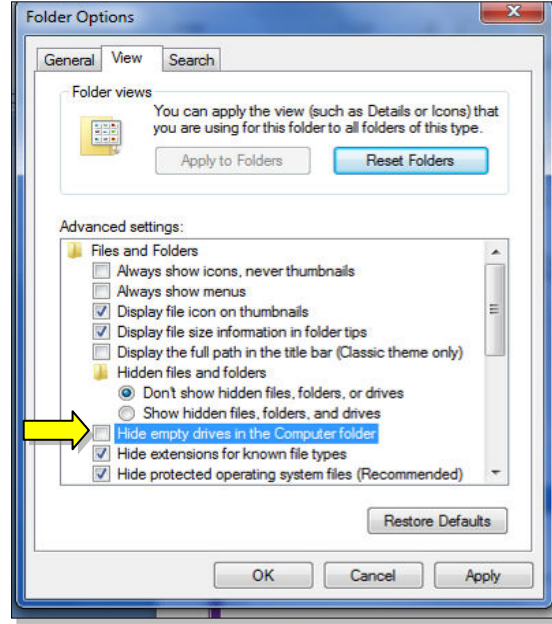 Folder Options
General View Search
Folder views
You can apply the view (such as Details or Icons) that
you are using for this folder to all folders of this type.
Apply to Folders Reset Folders
Advanced settings:
Files and Folders
Always show icons, never thumbnails
Always show menus
Display file icon on thumbnails
Display file size information in folder tips
Display the full path in the title bar (Classic theme only)
Hidden files and folders
Don't show hidden files, folders, or drives
Show hidden files, folders, and drives
Hide empty drives in the Computer folder
Hide extensions for known file types
Hide protected operating system files (Recommended)
Restore Defaults
OK Cancel Apply